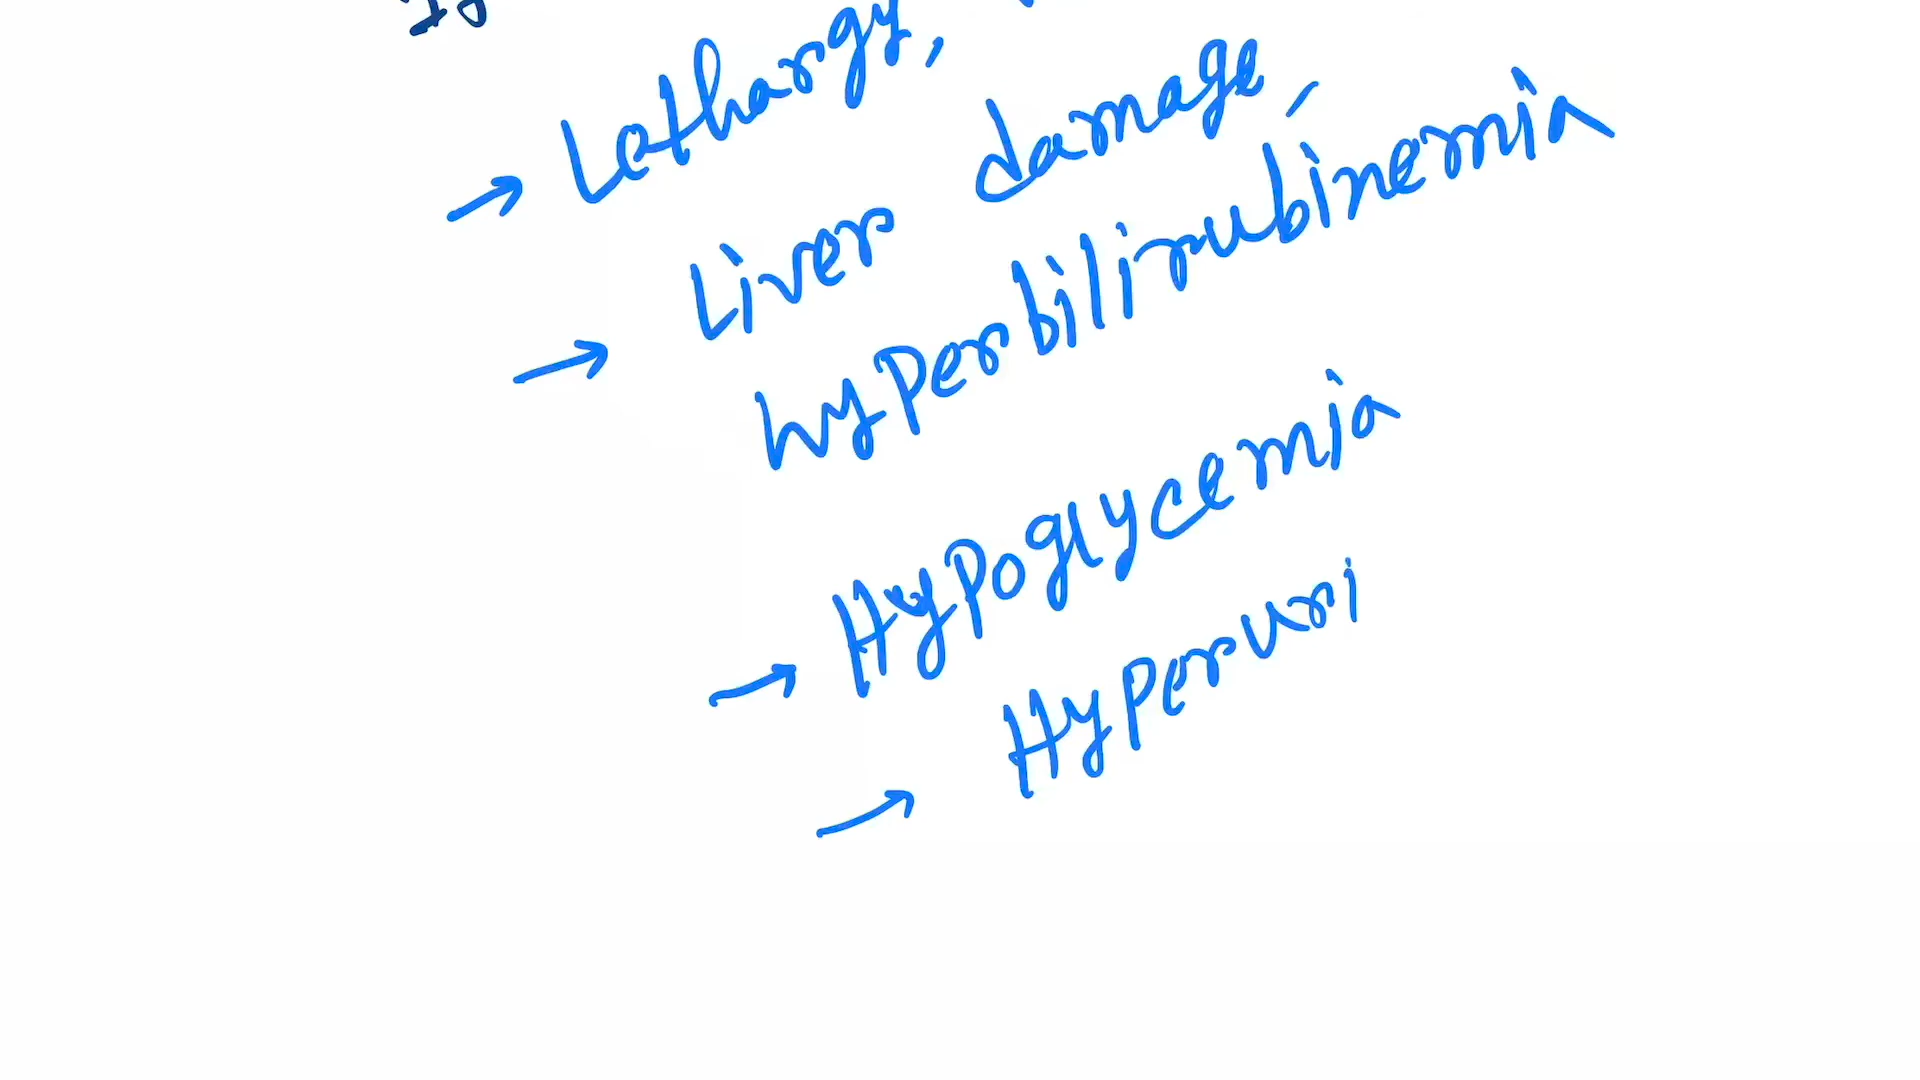 → Lethargy,
→ Liver damage,
hyperbilirubinemia
→ Hypoglycemia
→ Hyperuri